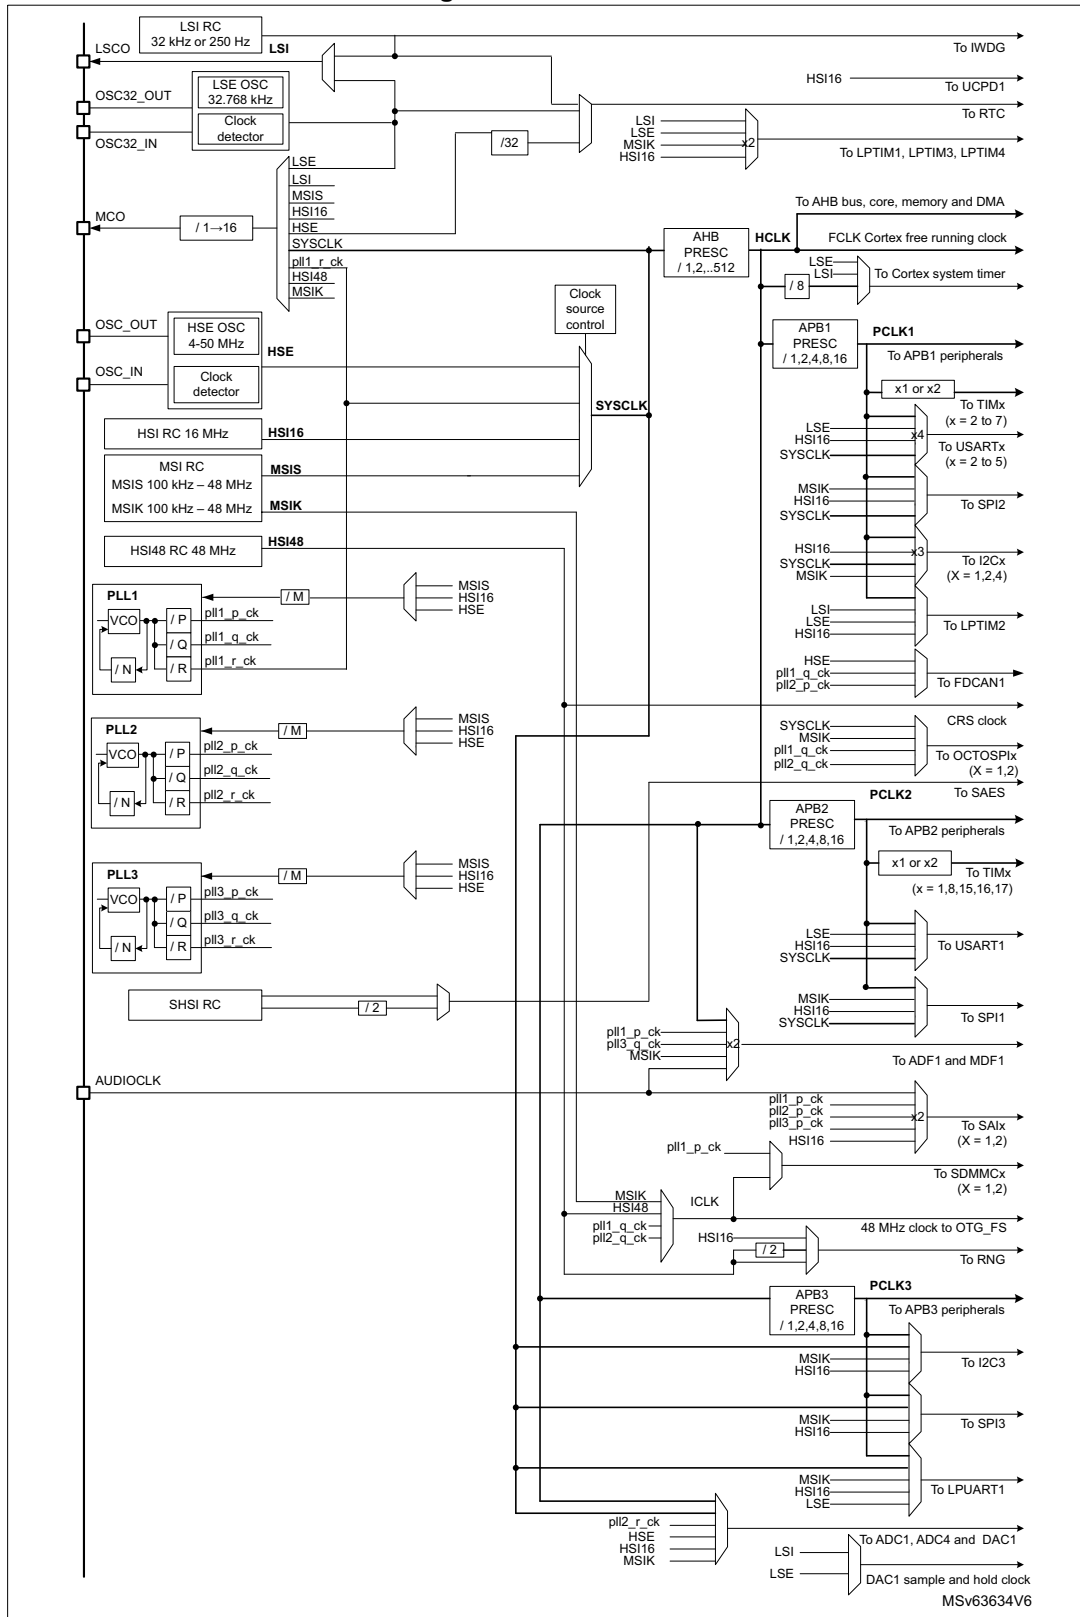 LSI RC
32 kHz or 250 Hz
LSCO
LSI
To IWDG
OSC32_OUT
LSE OSC
32.768 kHz
Clock
detector
OSC32_IN
HSI16
To UCPD1
To RTC
/32
LSI
LSE
MSIK
HSI16
x2
To LPTIM1, LPTIM3, LPTIM4
MCO
/ 1→16
LSE
LSI
MSIS
HSI16
HSE
SYSCLK
pll1_r_ck
HSI48
MSIK
AHB
PRESC
/ 1,2,..512
HCLK
To AHB bus, core, memory and DMA
FCLK Cortex free running clock
LSE
LSI
/ 8
To Cortex system timer
Clock
source
control
OSC_OUT
HSE OSC
4-50 MHz
HSE
OSC_IN
Clock
detector
APB1
PRESC
/ 1,2,4,8,16
PCLK1
To APB1 peripherals
x1 or x2
To TIMx
(x = 2 to 7)
SYSCLK
HSI RC 16 MHz
HSI16
LSE
HSI16
SYSCLK
x4
To USARTx
(x = 2 to 5)
MSI RC
MSIS 100 kHz – 48 MHz
MSIK 100 kHz – 48 MHz
MSIS
MSIK
MSIK
HSI16
SYSCLK
To SPI2
HSI48 RC 48 MHz
HSI48
HSI16
SYSCLK
MSIK
x3
To I2Cx
(X = 1,2,4)
PLL1
VCO
/ N
/ P
/ Q
/ R
pll1_p_ck
pll1_q_ck
pll1_r_ck
/ M
MSIS
HSI16
HSE
LSI
LSE
HSI16
To LPTIM2
HSE
pll1_q_ck
pll2_p_ck
To FDCAN1
CRS clock
PLL2
VCO
/ N
/ P
/ Q
/ R
pll2_p_ck
pll2_q_ck
pll2_r_ck
/ M
MSIS
HSI16
HSE
SYSCLK
MSIK
pll1_q_ck
pll2_q_ck
To OCTOSPIx
(X = 1,2)
To SAES
APB2
PRESC
/ 1,2,4,8,16
PCLK2
To APB2 peripherals
x1 or x2
To TIMx
(x = 1,8,15,16,17)
PLL3
VCO
/ N
/ P
/ Q
/ R
pll3_p_ck
pll3_q_ck
pll3_r_ck
/ M
MSIS
HSI16
HSE
LSE
HSI16
SYSCLK
To USART1
SHSI RC
/ 2
MSIK
HSI16
SYSCLK
To SPI1
pll1_p_ck
pll3_q_ck
MSIK
x2
To ADF1 and MDF1
AUDIOCLK
pll1_p_ck
pll2_p_ck
pll3_p_ck
HSI16
x2
To SAIx
(X = 1,2)
pll1_p_ck
To SDMMCx
(X = 1,2)
MSIK
HSI48
pll1_q_ck
pll2_q_ck
ICLK
48 MHz clock to OTG_FS
HSI16
/ 2
To RNG
APB3
PRESC
/ 1,2,4,8,16
PCLK3
To APB3 peripherals
MSIK
HSI16
To I2C3
MSIK
HSI16
To SPI3
MSIK
HSI16
LSE
To LPUART1
pll2_r_ck
HSE
HSI16
MSIK
To ADC1, ADC4 and DAC1
LSI
LSE
DAC1 sample and hold clock
MSv63634V6